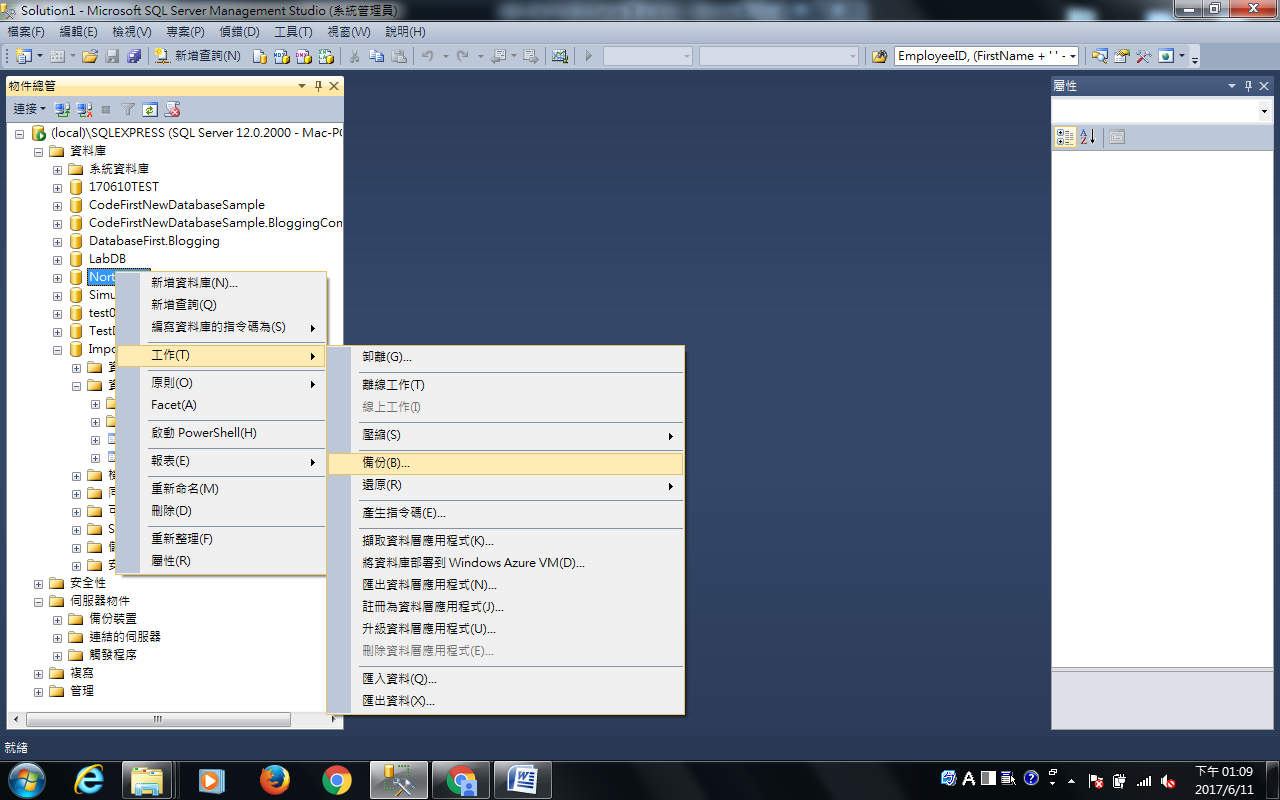 Solution1 - Microsoft SQL Server Management Studio (系統管理員)
檔案(F) 編輯(E) 檢視(V) 專案(P) 偵錯(D) 工具(T) 視窗(W) 說明(H)
新增查詢(N) EmployeeID, (FirstName + ' ' -
物件總管
連接
(local)\SQLEXPRESS (SQL Server 12.0.2000 - Mac-PC
資料庫
系統資料庫
170610TEST
CodeFirstNewDatabaseSample
CodeFirstNewDatabaseSample.BloggingCon
DatabaseFirst.Blogging
LabDB
Nort
Simu
test0
TestD
Impo
安全性
伺服器物件
備份裝置
連結的伺服器
觸發程序
複寫
管理
新增資料庫(N)...
新增查詢(Q)
編寫資料庫的指令碼為(S)
工作(T)
原則(O)
Facet(A)
啟動 PowerShell(H)
報表(E)
重新命名(M)
刪除(D)
重新整理(F)
屬性(R)
卸離(G)...
離線工作(T)
線上工作(I)
壓縮(S)
備份(B)...
還原(R)
產生指令碼(E)...
擷取資料層應用程式(K)...
將資料庫部署到 Windows Azure VM(D)...
匯出資料層應用程式(N)...
註冊為資料層應用程式(J)...
升級資料層應用程式(U)...
刪除資料層應用程式(E)...
匯入資料(Q)...
匯出資料(X)...
屬性
就緒
下午 01:09
2017/6/11